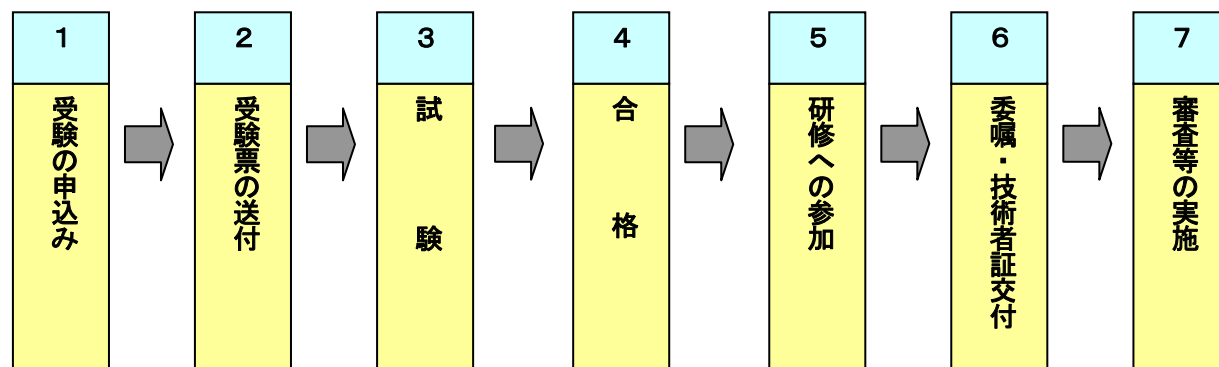 1
受験の申込み
2
受験票の送付
3
試験
4
合格
5
研修への参加
6
委嘱・技術者証交付
7
審査等の実施